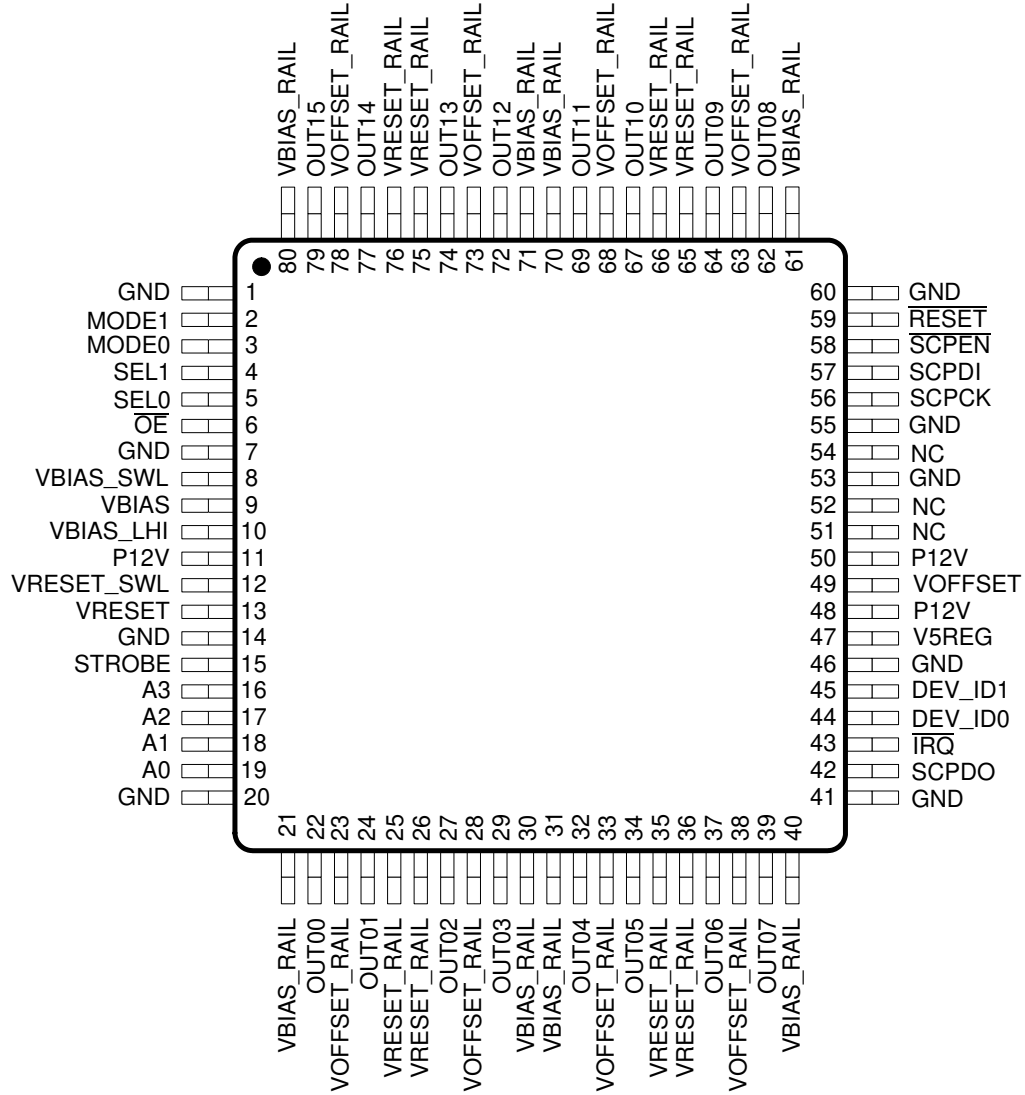 VBIAS_RAIL
OUT15
VOFFSET_RAIL
OUT14
VRESET_RAIL
VRESET_RAIL
OUT13
VOFFSET_RAIL
OUT12
VBIAS_RAIL
VBIAS_RAIL
OUT11
VOFFSET_RAIL
OUT10
VRESET_RAIL
VRESET_RAIL
OUT09
VOFFSET_RAIL
OUT08
VBIAS_RAIL
80
79
78
77
76
75
74
73
72
71
70
69
68
67
66
65
64
63
62
61
GND 1
MODE1 2
MODE0 3
SEL1 4
SEL0 5
OE 6
GND 7
VBIAS_SWL 8
VBIAS 9
VBIAS_LHI 10
P12V 11
VRESET_SWL 12
VRESET 13
GND 14
STROBE 15
A3 16
A2 17
A1 18
A0 19
GND 20
60 GND
59 RESET
58 SCPEN
57 SCPDI
56 SCPCK
55 GND
54 NC
53 GND
52 NC
51 NC
50 P12V
49 VOFFSET
48 P12V
47 V5REG
46 GND
45 DEV_ID1
44 DEV_ID0
43 IRQ
42 SCPDO
41 GND
21
22
23
24
25
26
27
28
29
30
31
32
33
34
35
36
37
38
39
40
VBIAS_RAIL
OUT00
VOFFSET_RAIL
OUT01
VRESET_RAIL
VRESET_RAIL
OUT02
VOFFSET_RAIL
OUT03
VBIAS_RAIL
VBIAS_RAIL
OUT04
VOFFSET_RAIL
OUT05
VRESET_RAIL
VRESET_RAIL
OUT06
VOFFSET_RAIL
OUT07
VBIAS_RAIL